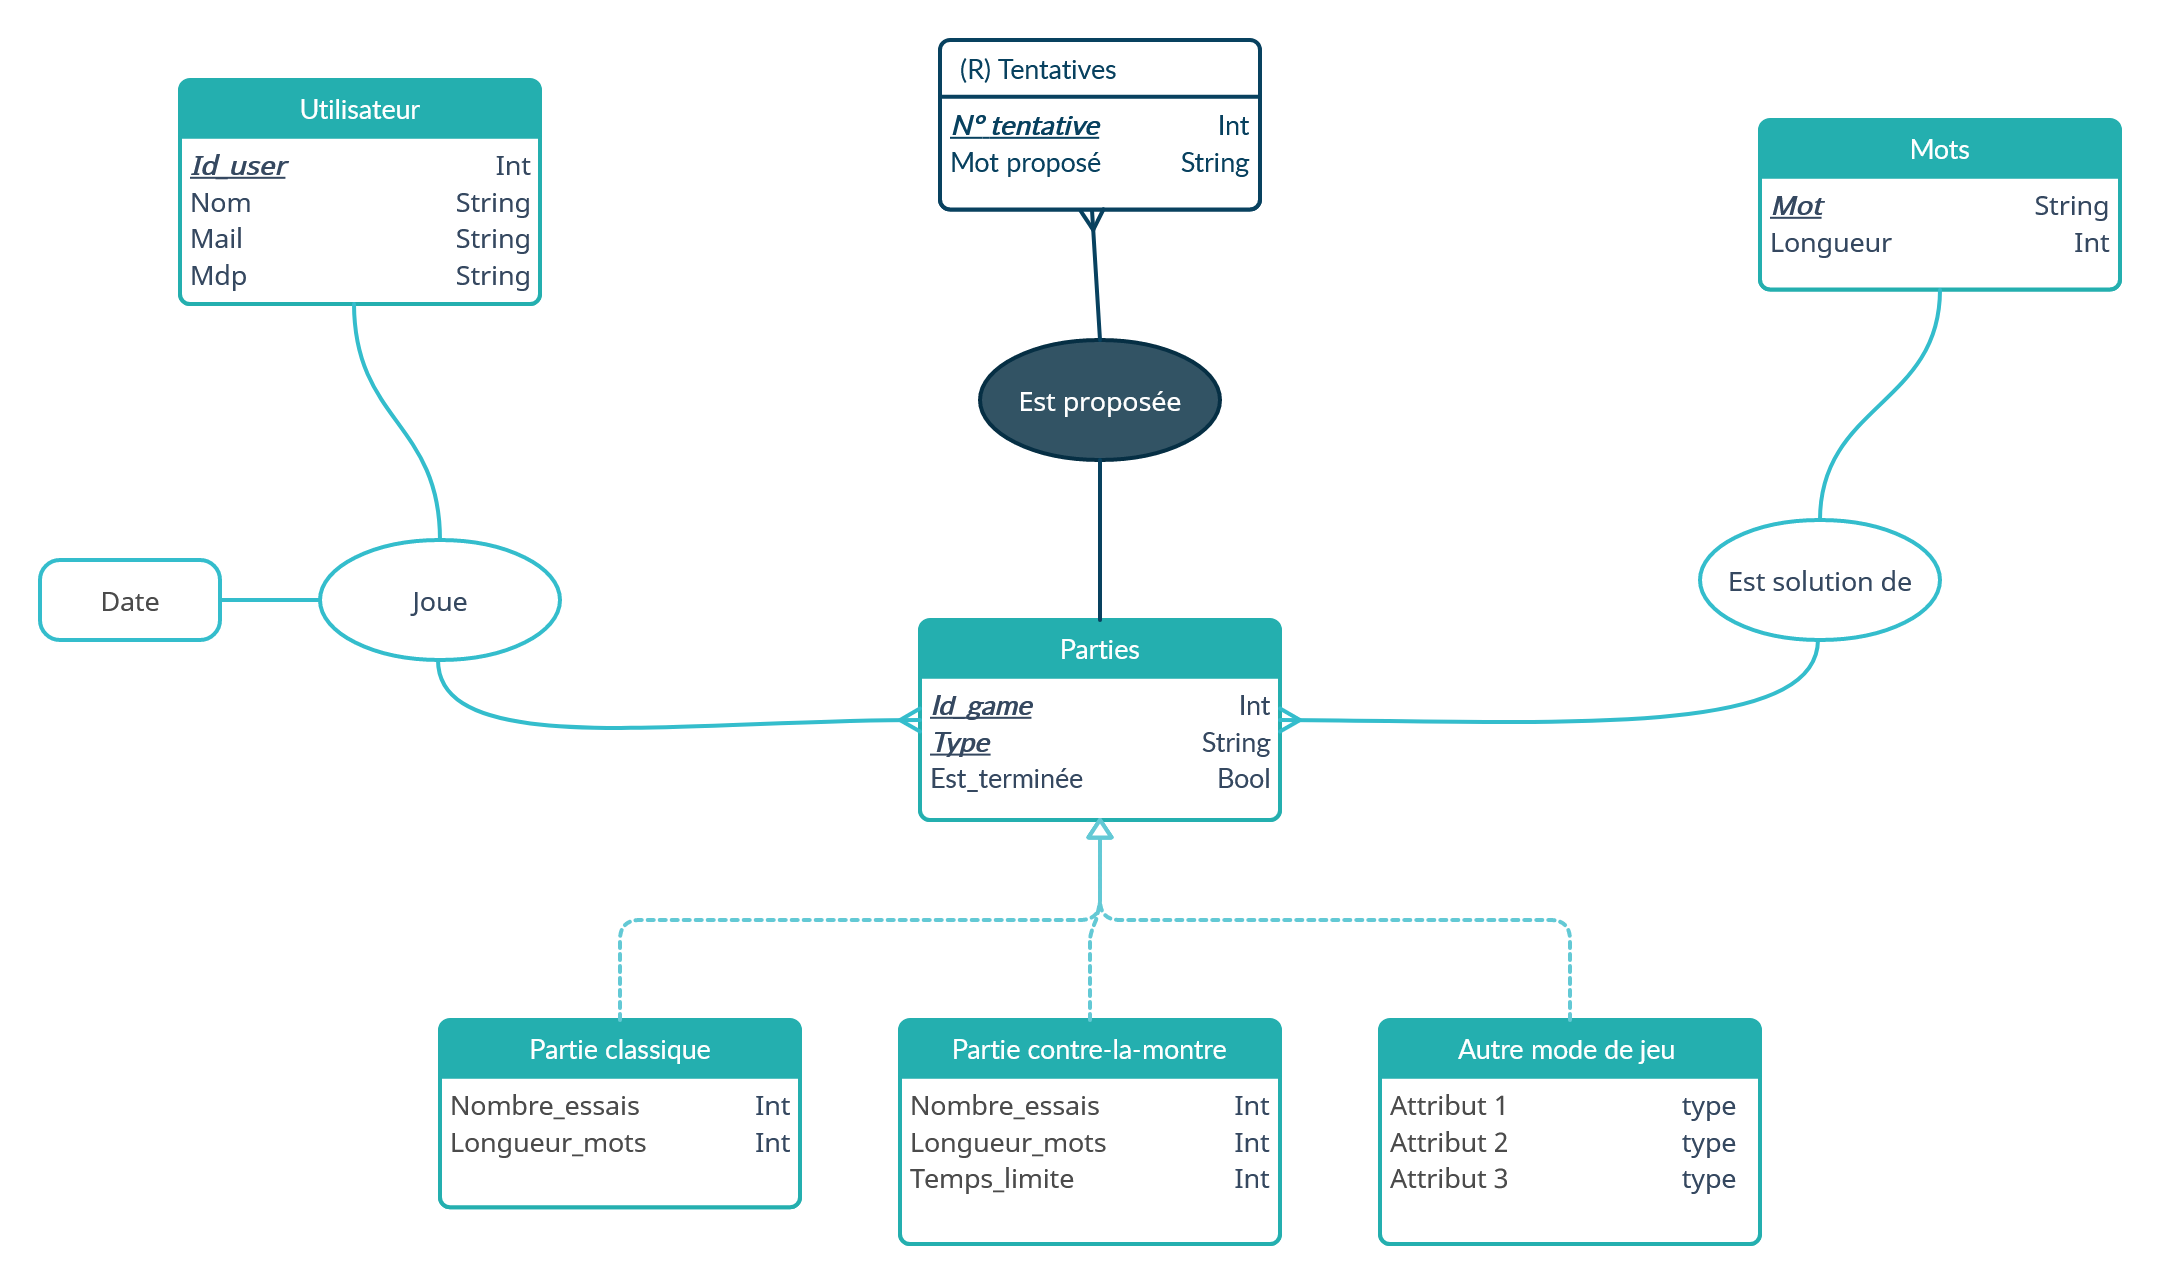 (R) Tentatives
N° tentative Int
Mot proposé String
Utilisateur
Id_user Int
Nom String
Mail String
Mdp String
Mots
Mot String
Longueur Int
Est proposée
Date
Joue
Est solution de
Parties
Id_game Int
Type String
Est_terminée Bool
Partie classique
Nombre_essais Int
Longueur_mots Int
Partie contre-la-montre
Nombre_essais Int
Longueur_mots Int
Temps_limite Int
Autre mode de jeu
Attribut 1 type
Attribut 2 type
Attribut 3 type